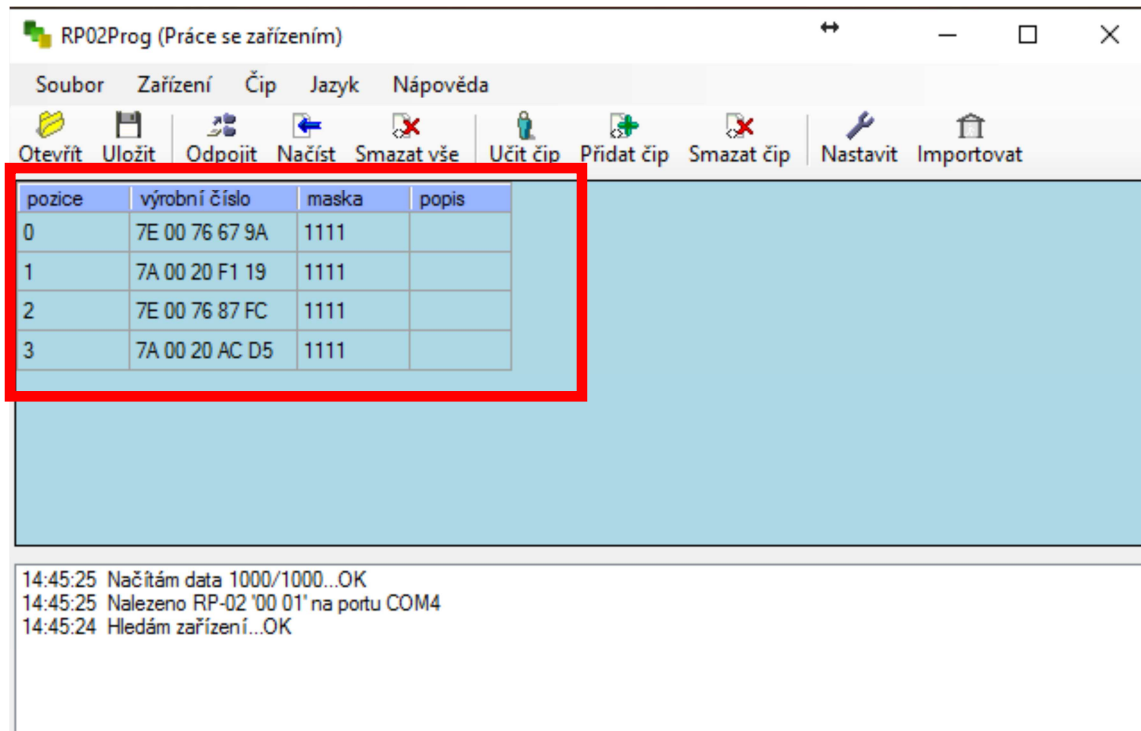 RP02Prog (Práce se zařízením)
Soubor Zařízení Čip Jazyk Nápověda
Otevřít Uložit Odpojit Načíst Smazat vše Učit čip Přidat čip Smazat čip Nastavit Importovat
pozice výrobní číslo maska popis
0 7E 00 76 67 9A 1111
1 7A 00 20 F1 19 1111
2 7E 00 76 87 FC 1111
3 7A 00 20 AC D5 1111
14:45:25 Načítám data 1000/1000...OK
14:45:25 Nalezeno RP-02 '00 01' na portu COM4
14:45:24 Hledám zařízení...OK